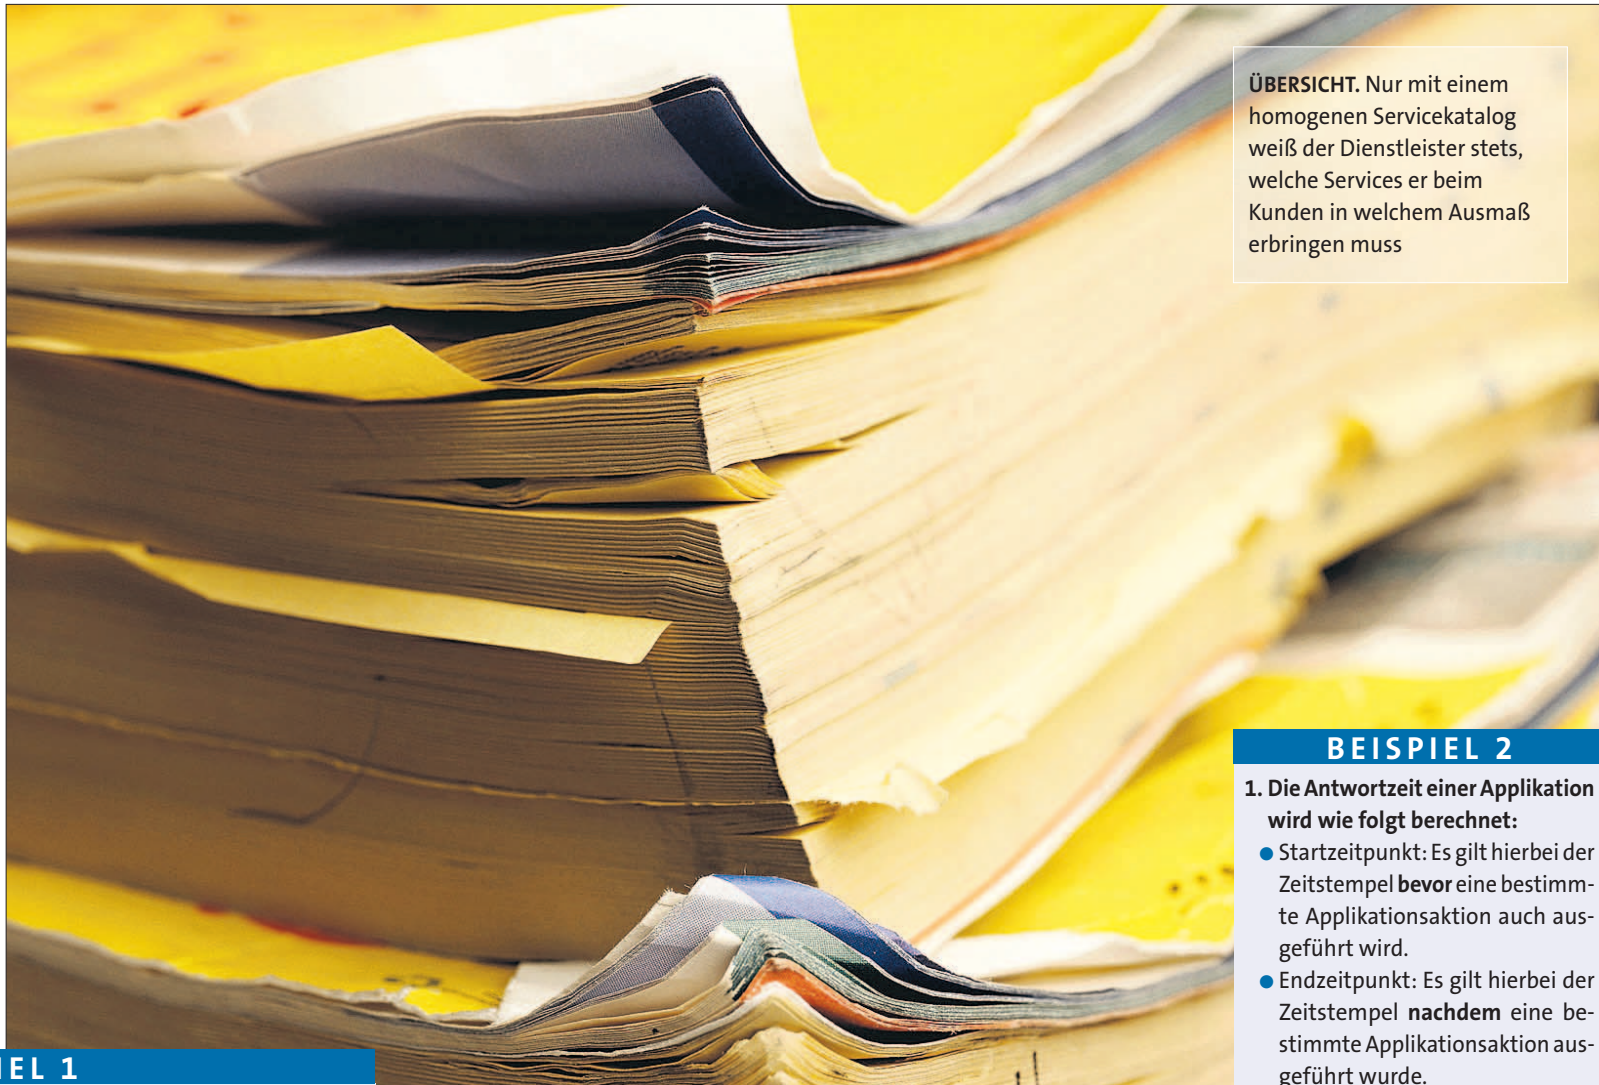 ÜBERSICHT. Nur mit einem
homogenen Servicekatalog
weiß der Dienstleister stets,
welche Services er beim
Kunden in welchem Ausmaß
erbringen muss
BEISPIEL 2
1. Die Antwortzeit einer Applikation
wird wie folgt berechnet:
● Startzeitpunkt: Es gilt hierbei der
Zeitstempel bevor eine bestimm-
te Applikationsaktion auch aus-
geführt wird.
● Endzeitpunkt: Es gilt hierbei der
Zeitstempel nachdem eine be-
stimmte Applikationsaktion aus-
geführt wurde.
IEL 1